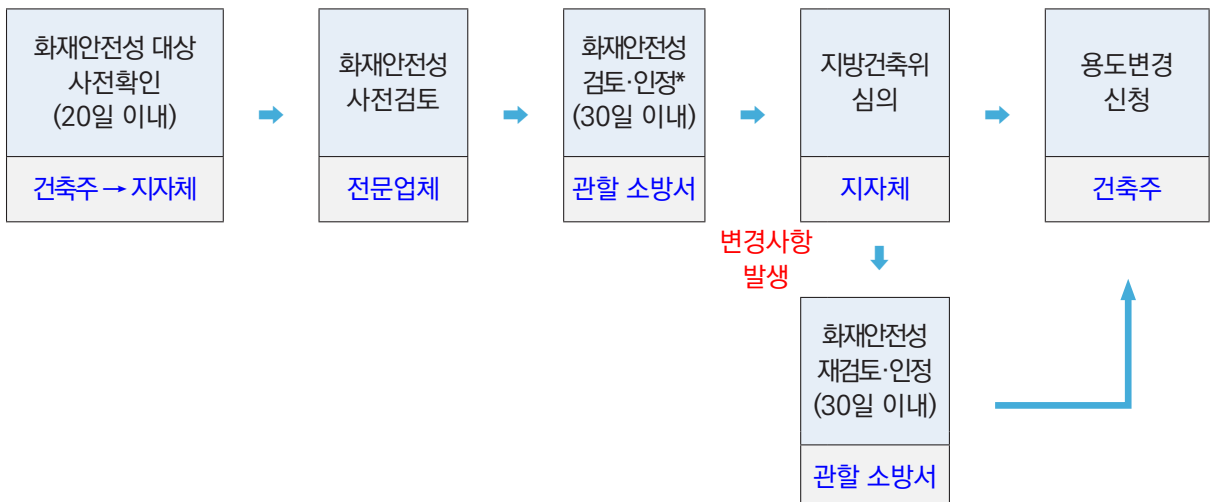 화재안전성 대상
사전확인
(20일 이내)
건축주 → 지자체
화재안전성
사전검토
전문업체
화재안전성
검토·인정*
(30일 이내)
관할 소방서
지방건축위
심의
지자체
용도변경
신청
건축주
변경사항
발생
화재안전성
재검토·인정
(30일 이내)
관할 소방서